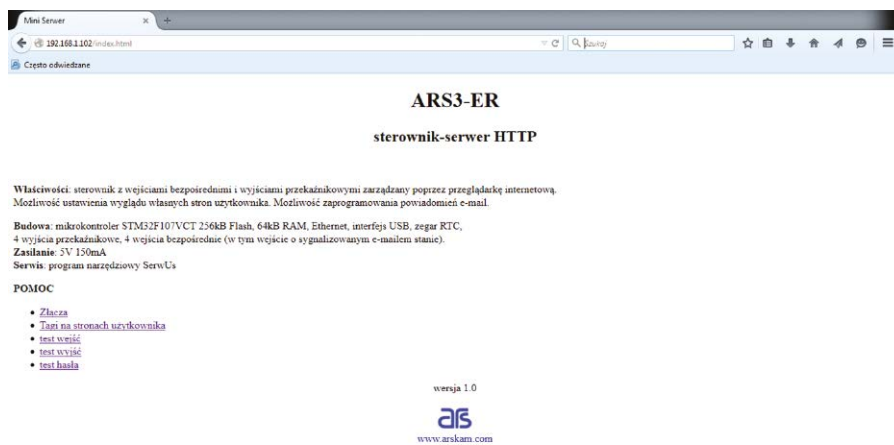 Mini Serwer
192.168.1.102/index.html
Szukaj
Często odwiedzane
ARS3-ER
sterownik-serwer HTTP
Właściwości: sterownik z wejściami bezpośrednimi i wyjściami przekaźnikowymi zarządzany poprzez przeglądarkę internetową.
Możliwość ustawienia wyglądu własnych stron użytkownika. Możliwość zaprogramowania powiadomień e-mail.
Budowa: mikrokontroler STM32F107VCT 256kB Flash, 64kB RAM, Ethernet, interfejs USB, zegar RTC,
4 wyjścia przekaźnikowe, 4 wejścia bezpośrednie (w tym wejście o sygnalizowanym e-mailem stanie).
Zasilanie: 5V 150mA
Serwis: program narzędziowy SerwUs
POMOC
Złącza
Tagi na stronach użytkownika
test wejść
test wyjść
test hasła
wersja 1.0
ars
www.arskam.com